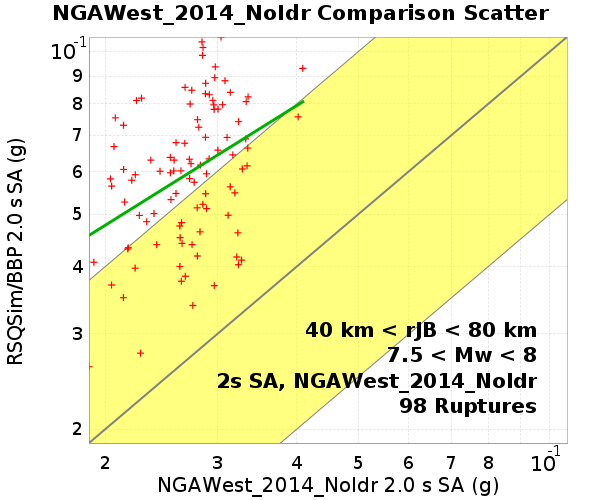 NGAWest_2014_NoIdr Comparison Scatter
10-1
9
8
7
6
5
4
3
2
RSQSim/BBP 2.0 s SA (g)
40 km < rJB < 80 km
7.5 < Mw < 8
2s SA, NGAWest_2014_NoIdr
98 Ruptures
2 3 4 5 6 7 8 10-1
NGAWest_2014_NoIdr 2.0 s SA (g)